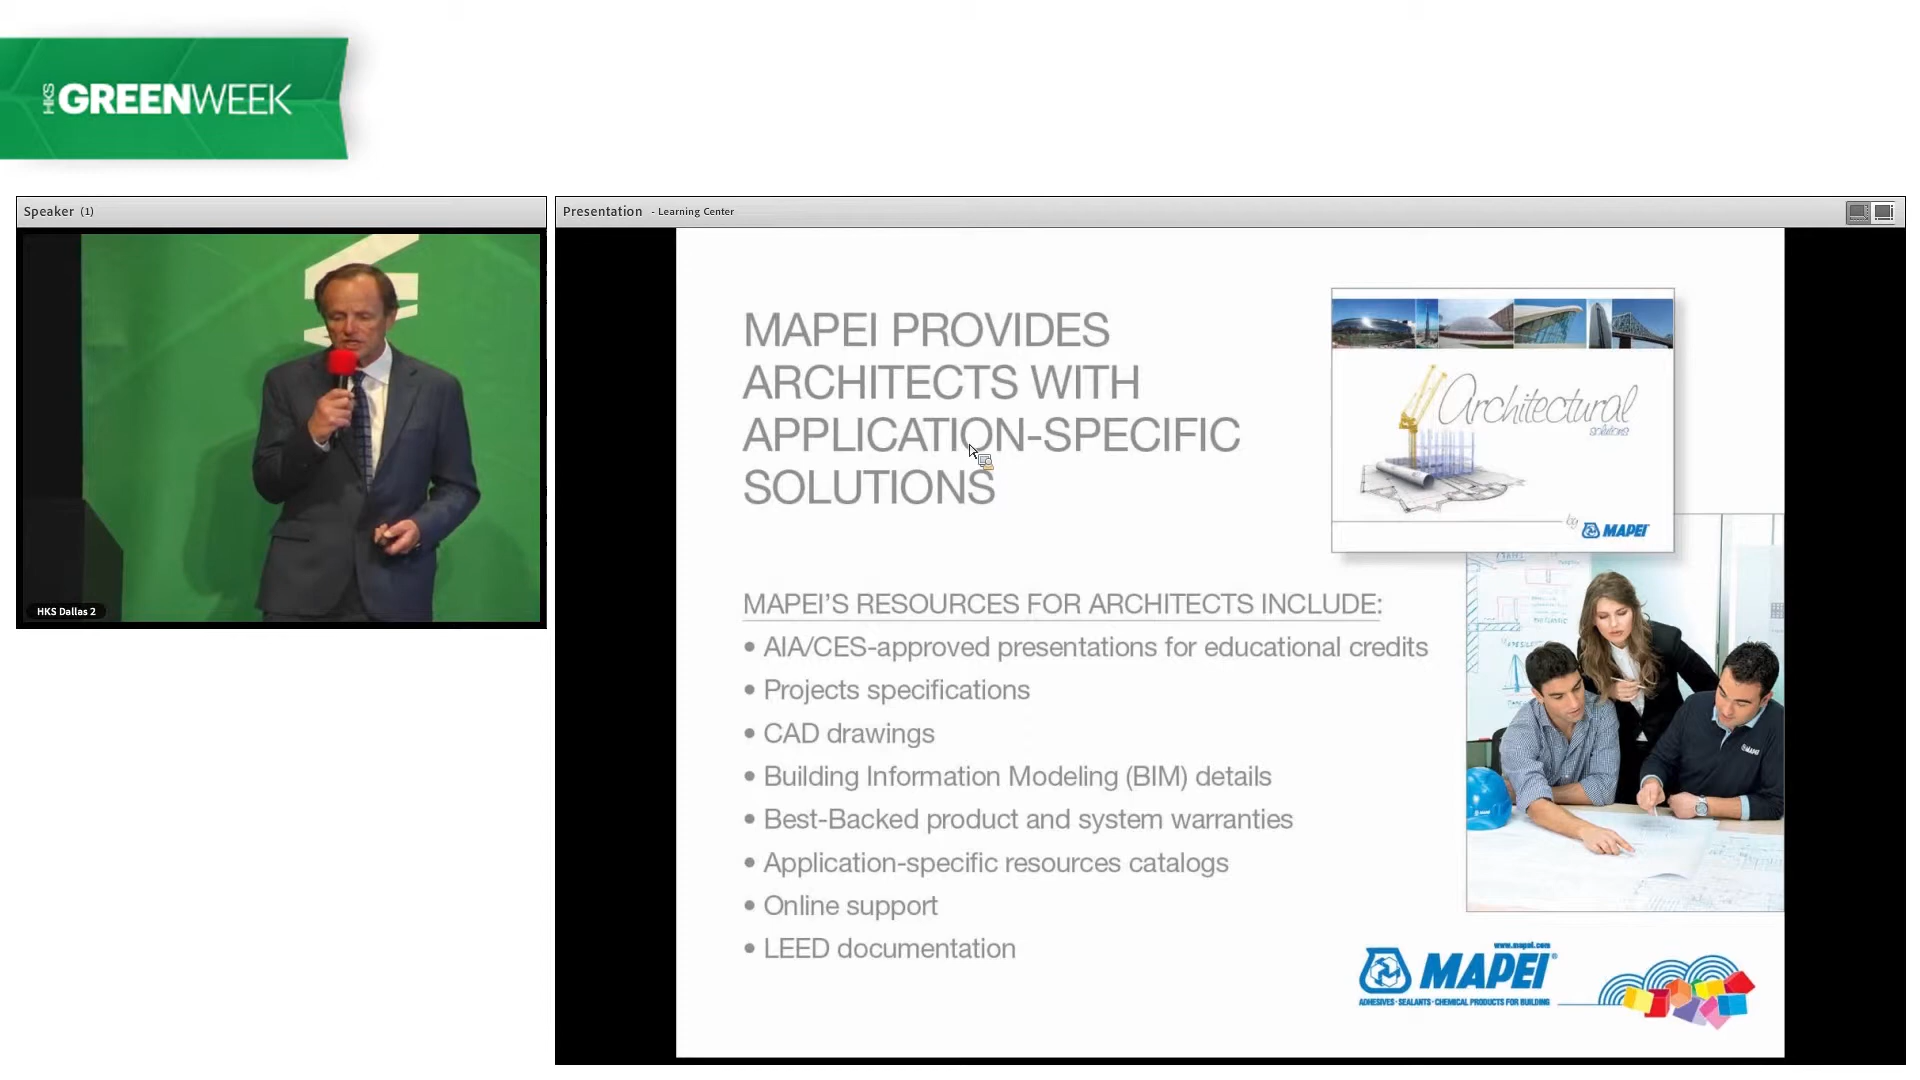 HKS GREENWEEK
Speaker (1)
Presentation - Learning Center
HKS Dallas 2
MAPEI PROVIDES
ARCHITECTS WITH
APPLICATION-SPECIFIC
SOLUTIONS
Architectural
solutions
by MAPEI
MAPEI’S RESOURCES FOR ARCHITECTS INCLUDE:
• AIA/CES-approved presentations for educational credits
• Projects specifications
• CAD drawings
• Building Information Modeling (BIM) details
• Best-Backed product and system warranties
• Application-specific resources catalogs
• Online support
• LEED documentation
MAPEI
www.mapei.com
MAPEI®
ADHESIVES · SEALANTS · CHEMICAL PRODUCTS FOR BUILDING